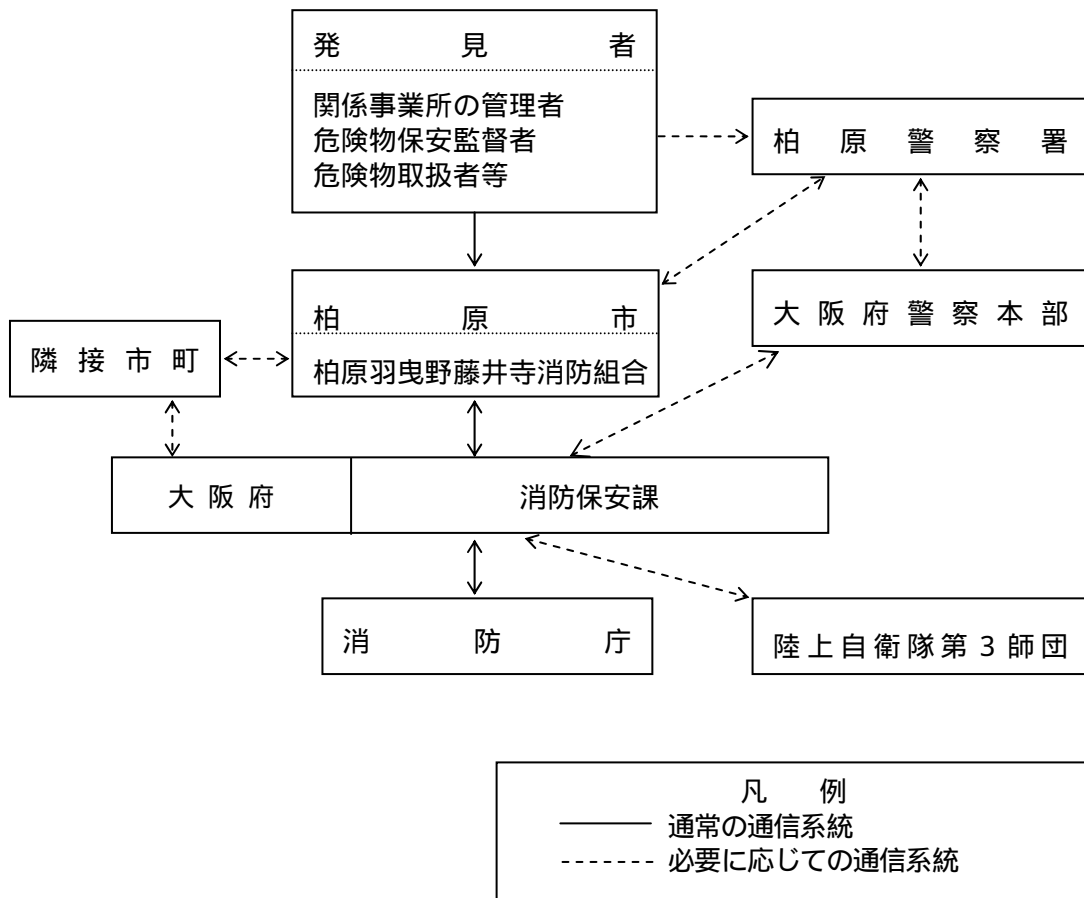 発見者
関係事業所の管理者
危険物保安監督者
危険物取扱者等
柏原警察署
柏原市
柏原羽曳野藤井寺消防組合
大阪府警察本部
隣接市町
大阪府
消防保安課
消防庁
陸上自衛隊第３師団
凡例
通常の通信系統
必要に応じての通信系統